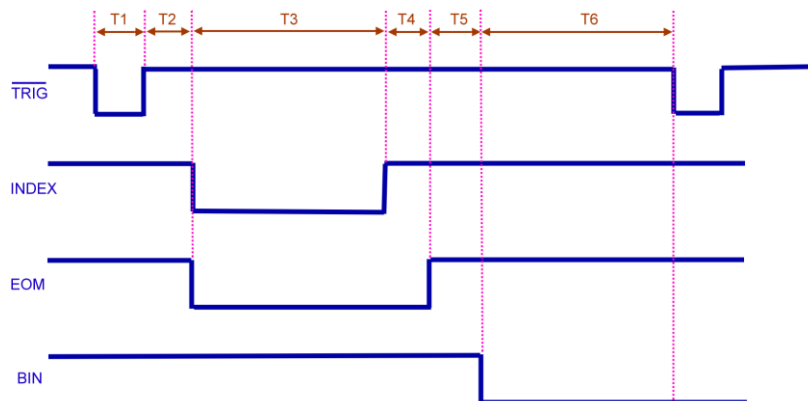 T1 T2 T3 T4 T5 T6
TRIG
INDEX
EOM
BIN